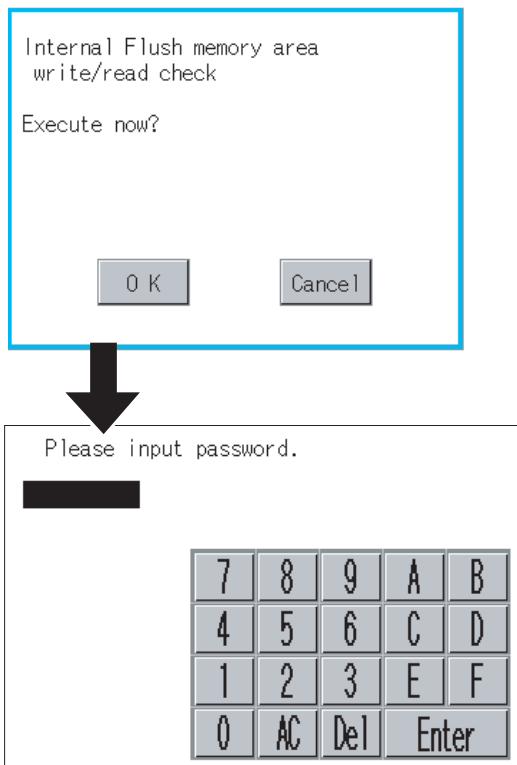 Internal Flush memory area
write/read check
Execute now?
O K Cancel
Please input password.
7 8 9 A B
4 5 6 C D
1 2 3 E F
0 AC Del Enter